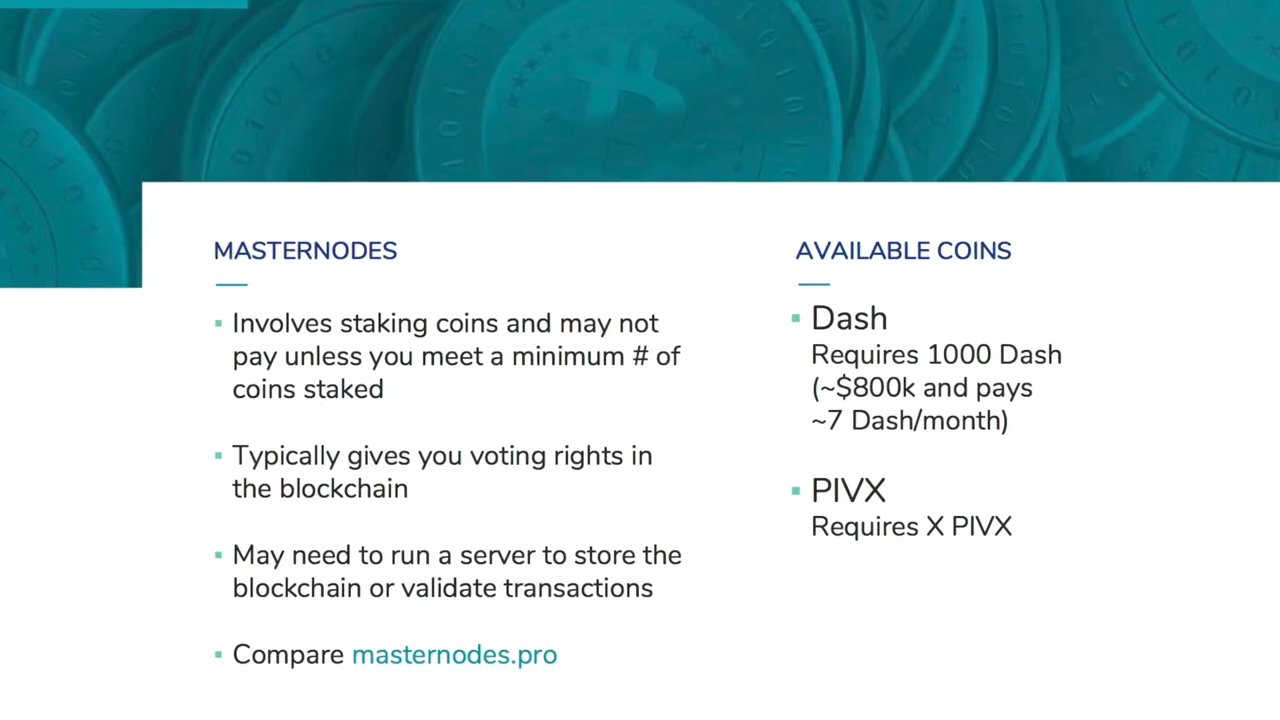 MASTERNODES
Involves staking coins and may not
pay unless you meet a minimum # of
coins staked
Typically gives you voting rights in
the blockchain
May need to run a server to store the
blockchain or validate transactions
Compare masternodes.pro
AVAILABLE COINS
Dash
Requires 1000 Dash
(~$800k and pays
~7 Dash/month)
PIVX
Requires X PIVX